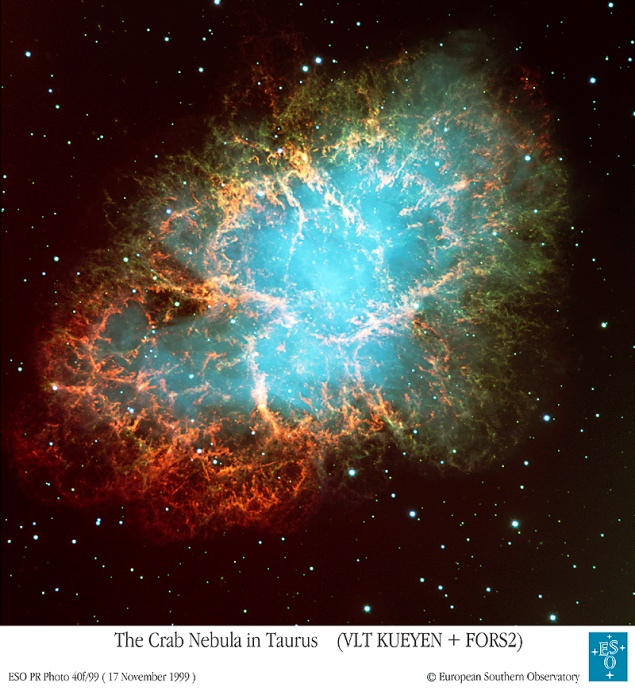 The Crab Nebula in Taurus (VLT KUEYEN + FORS2)
ESO PR Photo 40f/99 ( 17 November 1999 )
© European Southern Observatory
ESO